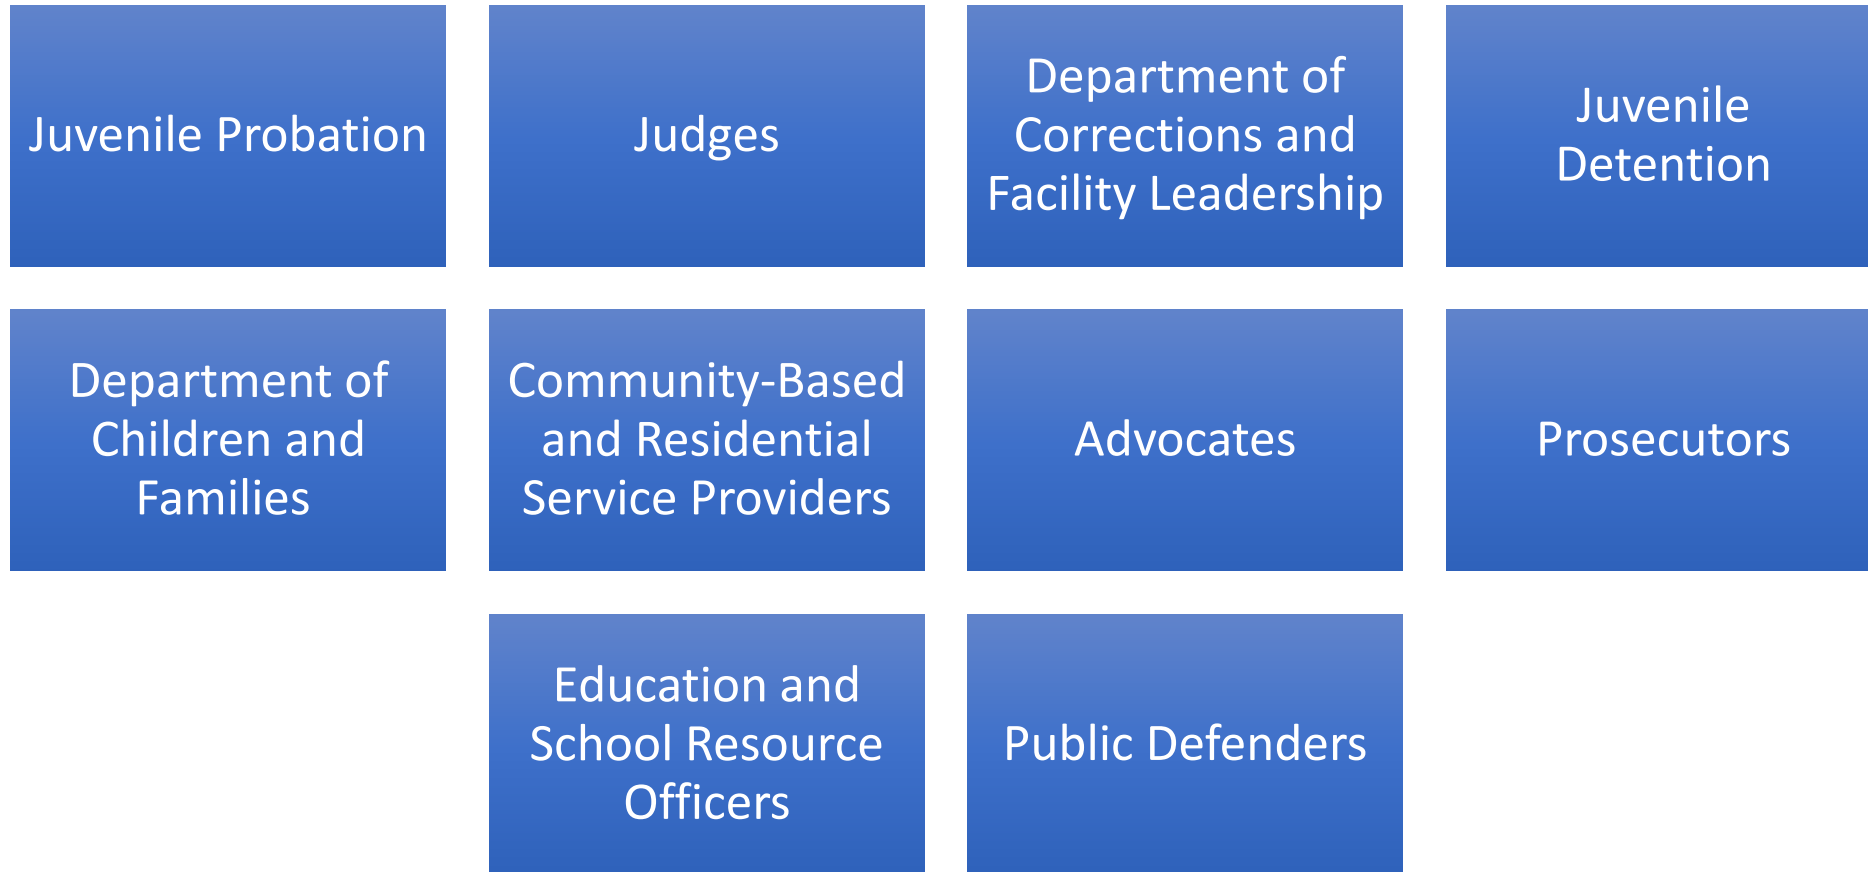 Juvenile Probation
Judges
Department of
Corrections and
Facility Leadership
Juvenile
Detention
Department of
Children and
Families
Community-Based
and Residential
Service Providers
Advocates
Prosecutors
Education and
School Resource
Officers
Public Defenders